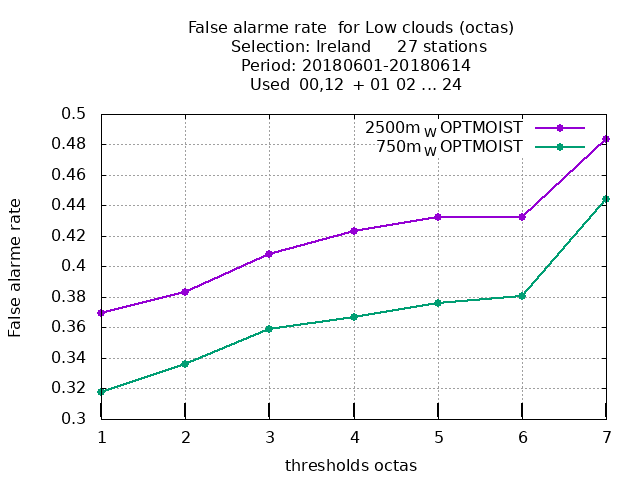 False alarme rate  for Low clouds (octas)
Selection: Ireland     27 stations
Period: 20180601-20180614
Used  00,12  + 01 02 ... 24
2500m W OPTMOIST
750m W OPTMOIST
False alarme rate
0.5
0.48
0.46
0.44
0.42
0.4
0.38
0.36
0.34
0.32
0.3
1 2 3 4 5 6 7
thresholds octas